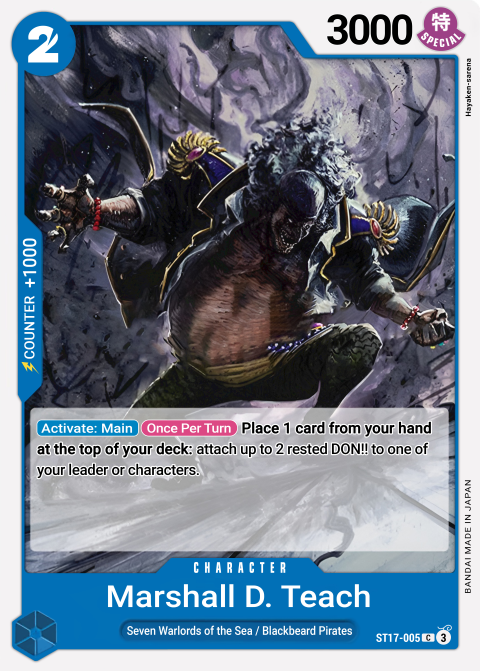 2
3000
特
SPECIAL
Hayaken-sarena
COUNTER +1000
Activate: Main Once Per Turn Place 1 card from your hand
at the top of your deck: attach up to 2 rested DON!! to one of
your leader or characters.
BANDAI MADE IN JAPAN
CHARACTER
Marshall D. Teach
Seven Warlords of the Sea / Blackbeard Pirates
ST17-005 C 3